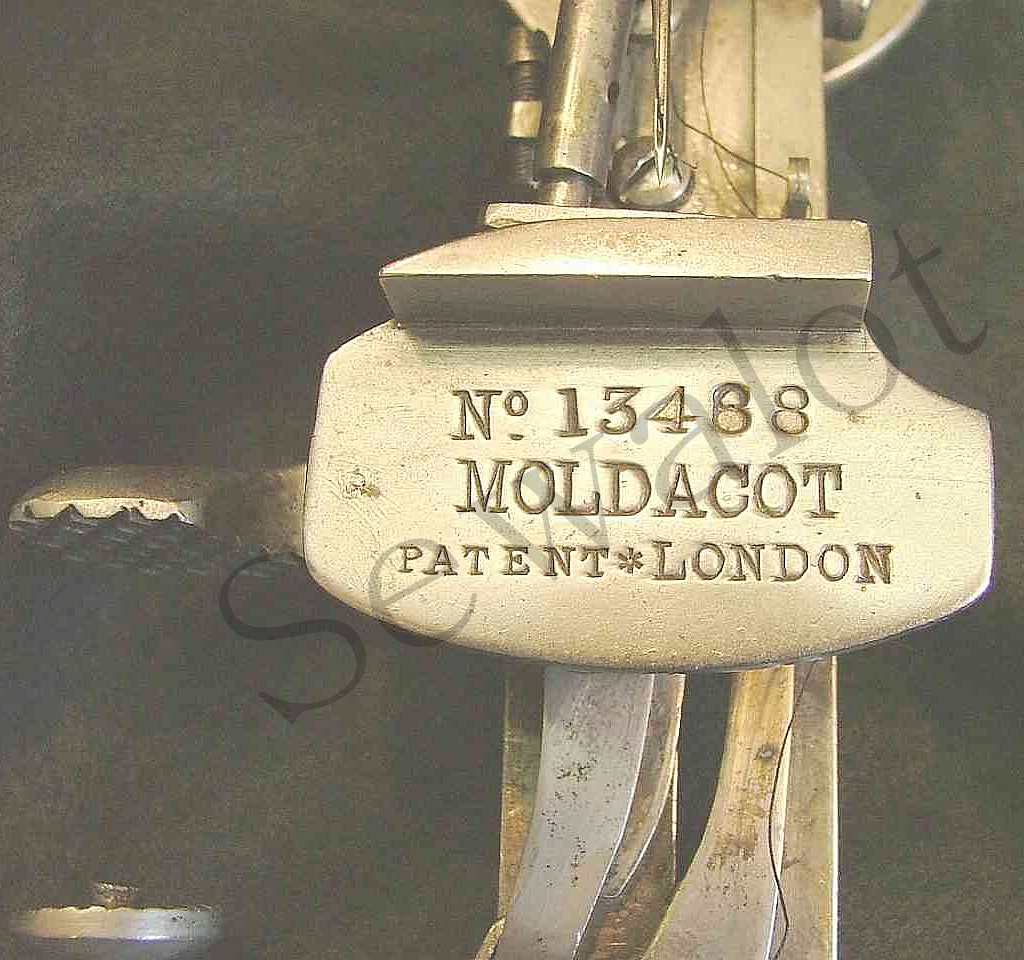 No 13488
MOLDACOT
PATENT*LONDON
Sewalot